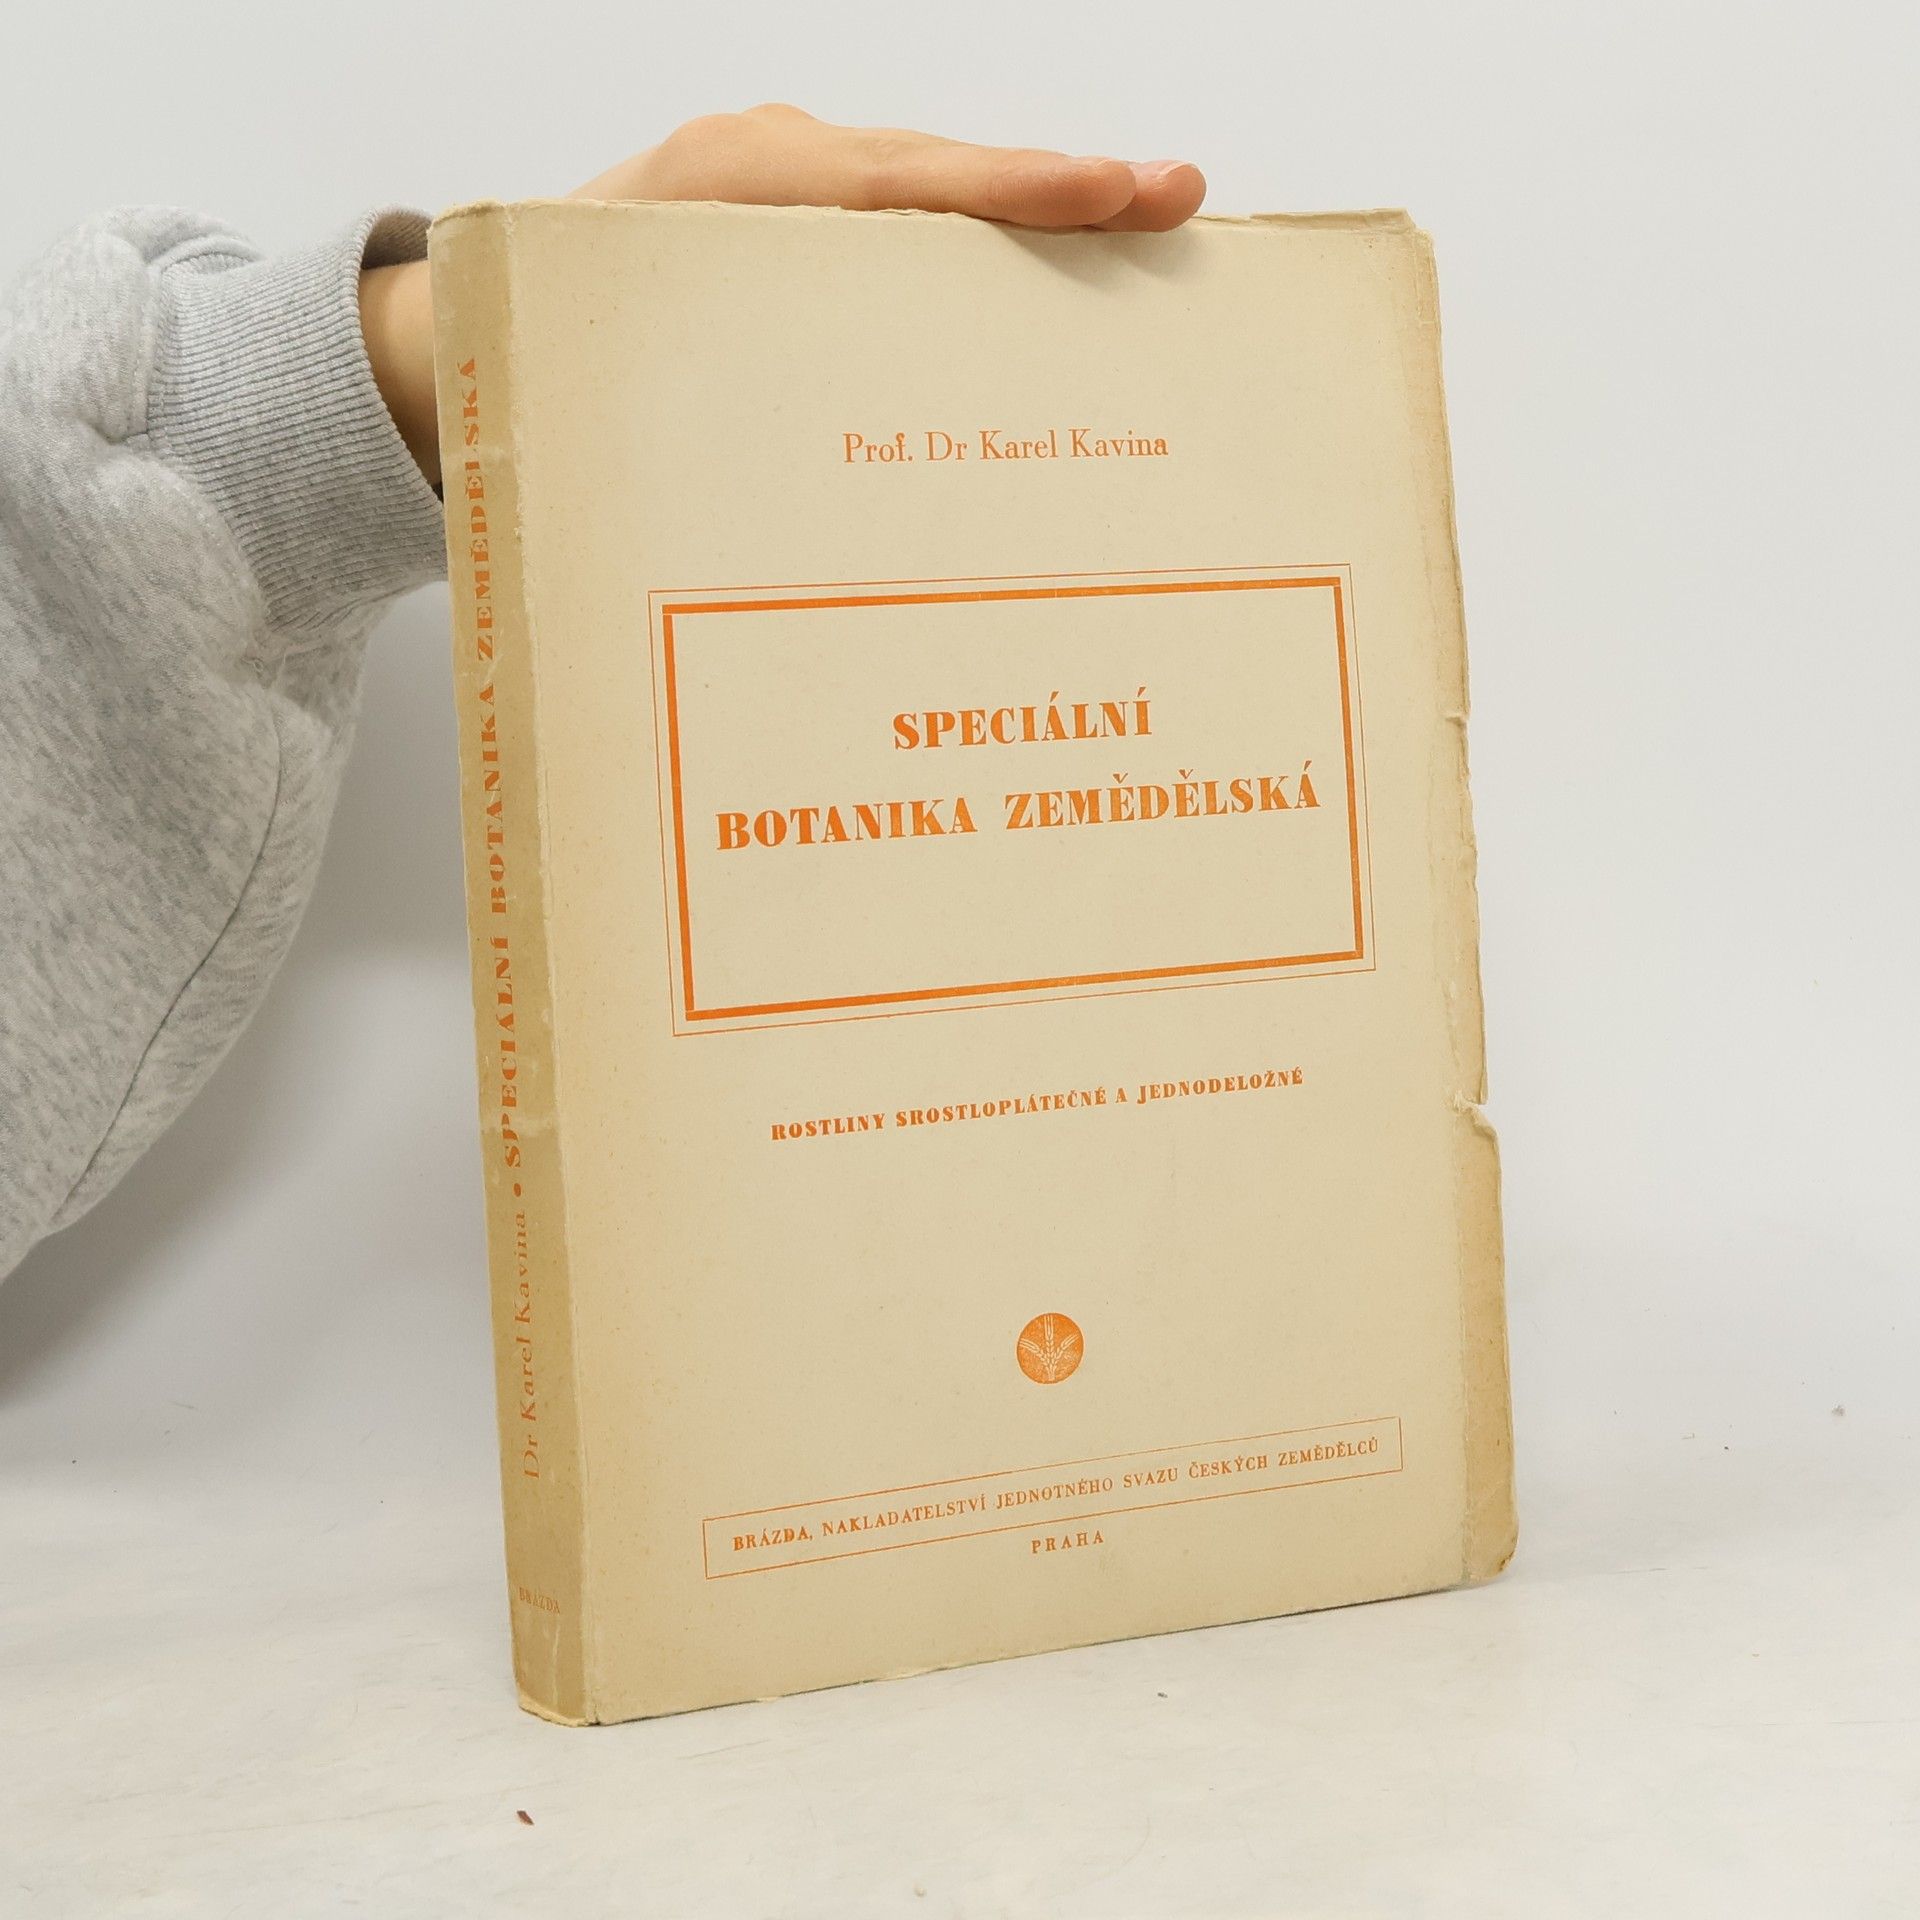 Prof. Dr Karel Kavina
SPECIÁLNÍ
BOTANIKA ZEMĚDĚLSKÁ
ROSTLINY SROSTLOPLÁTEČNÉ A JEDNODELOŽNÉ
BRÁZDA, NAKLADATELSTVÍ JEDNOTNÉHO SVAZU ČESKÝCH ZEMĚDĚLCŮ
PRAHA
Dr Karel Kavina • SPECIÁLNÍ BOTANIKA ZEMĚDĚLSKÁ
BRÁZDA